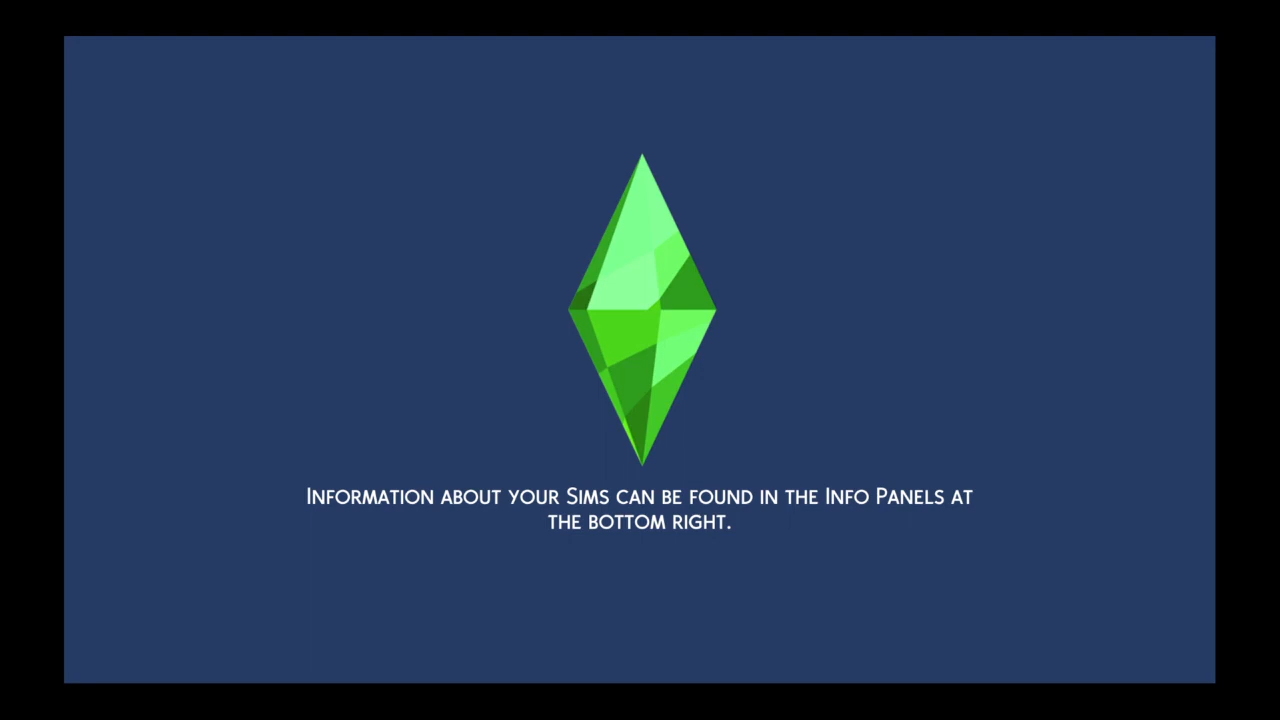 Information about your Sims can be found in the Info Panels at
the bottom right.